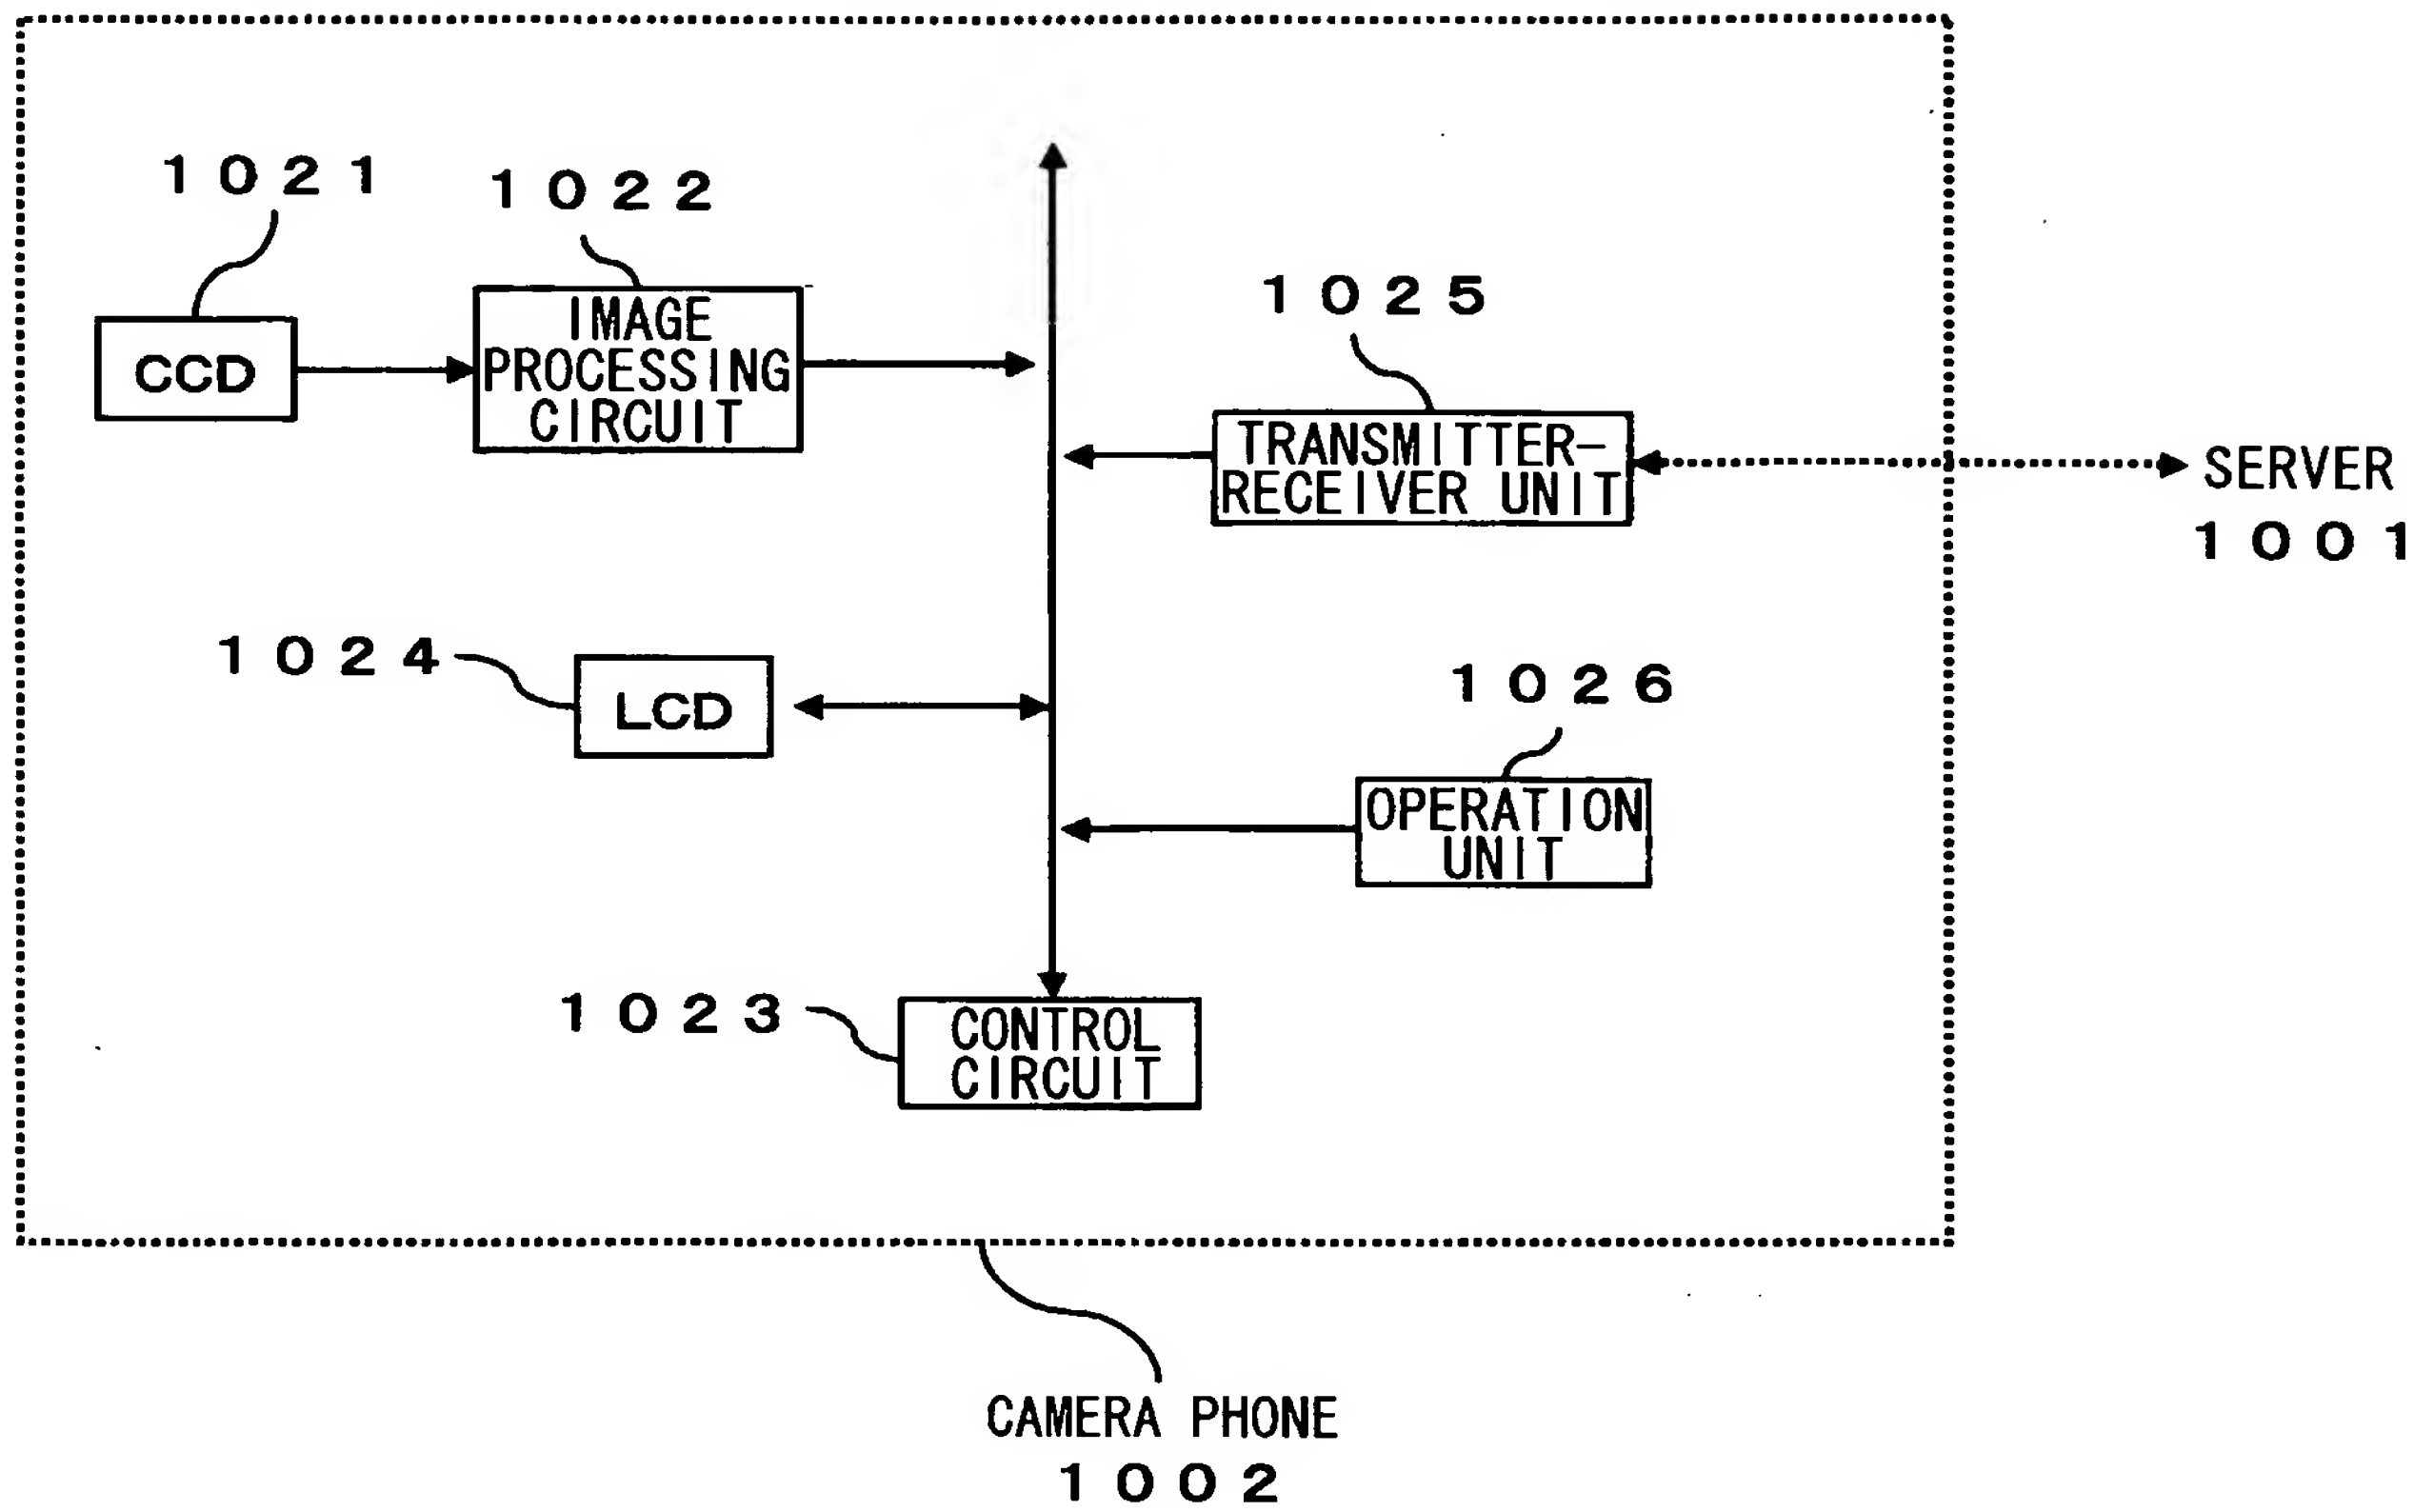 1021
1022
CCD
IMAGE
PROCESSING
CIRCUIT
1025
TRANSMITTER-
RECEIVER UNIT
SERVER
1001
1024
LCD
1026
OPERATION
UNIT
1023
CONTROL
CIRCUIT
CAMERA PHONE
1002